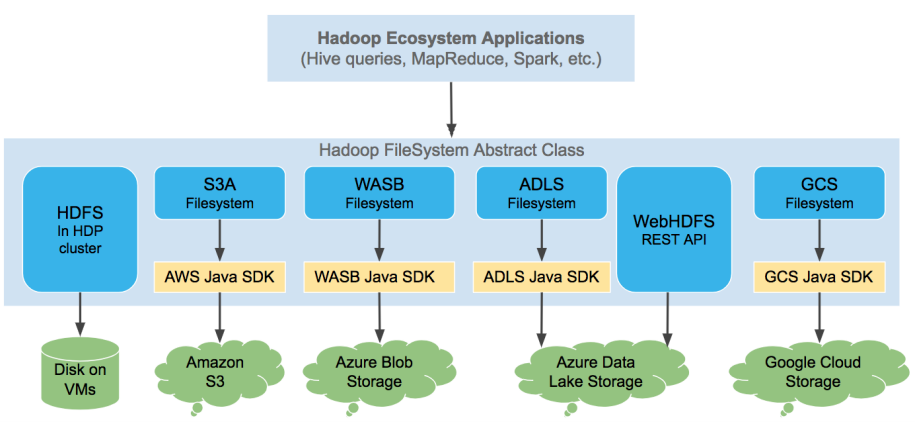 Hadoop Ecosystem Applications
(Hive queries, MapReduce, Spark, etc.)
Hadoop FileSystem Abstract Class
HDFS
In HDP
cluster
S3A
Filesystem
AWS Java SDK
WASB
Filesystem
WASB Java SDK
ADLS
Filesystem
ADLS Java SDK
WebHDFS
REST API
GCS
Filesystem
GCS Java SDK
Disk on
VMs
Amazon
S3
Azure Blob
Storage
Azure Data
Lake Storage
Google Cloud
Storage